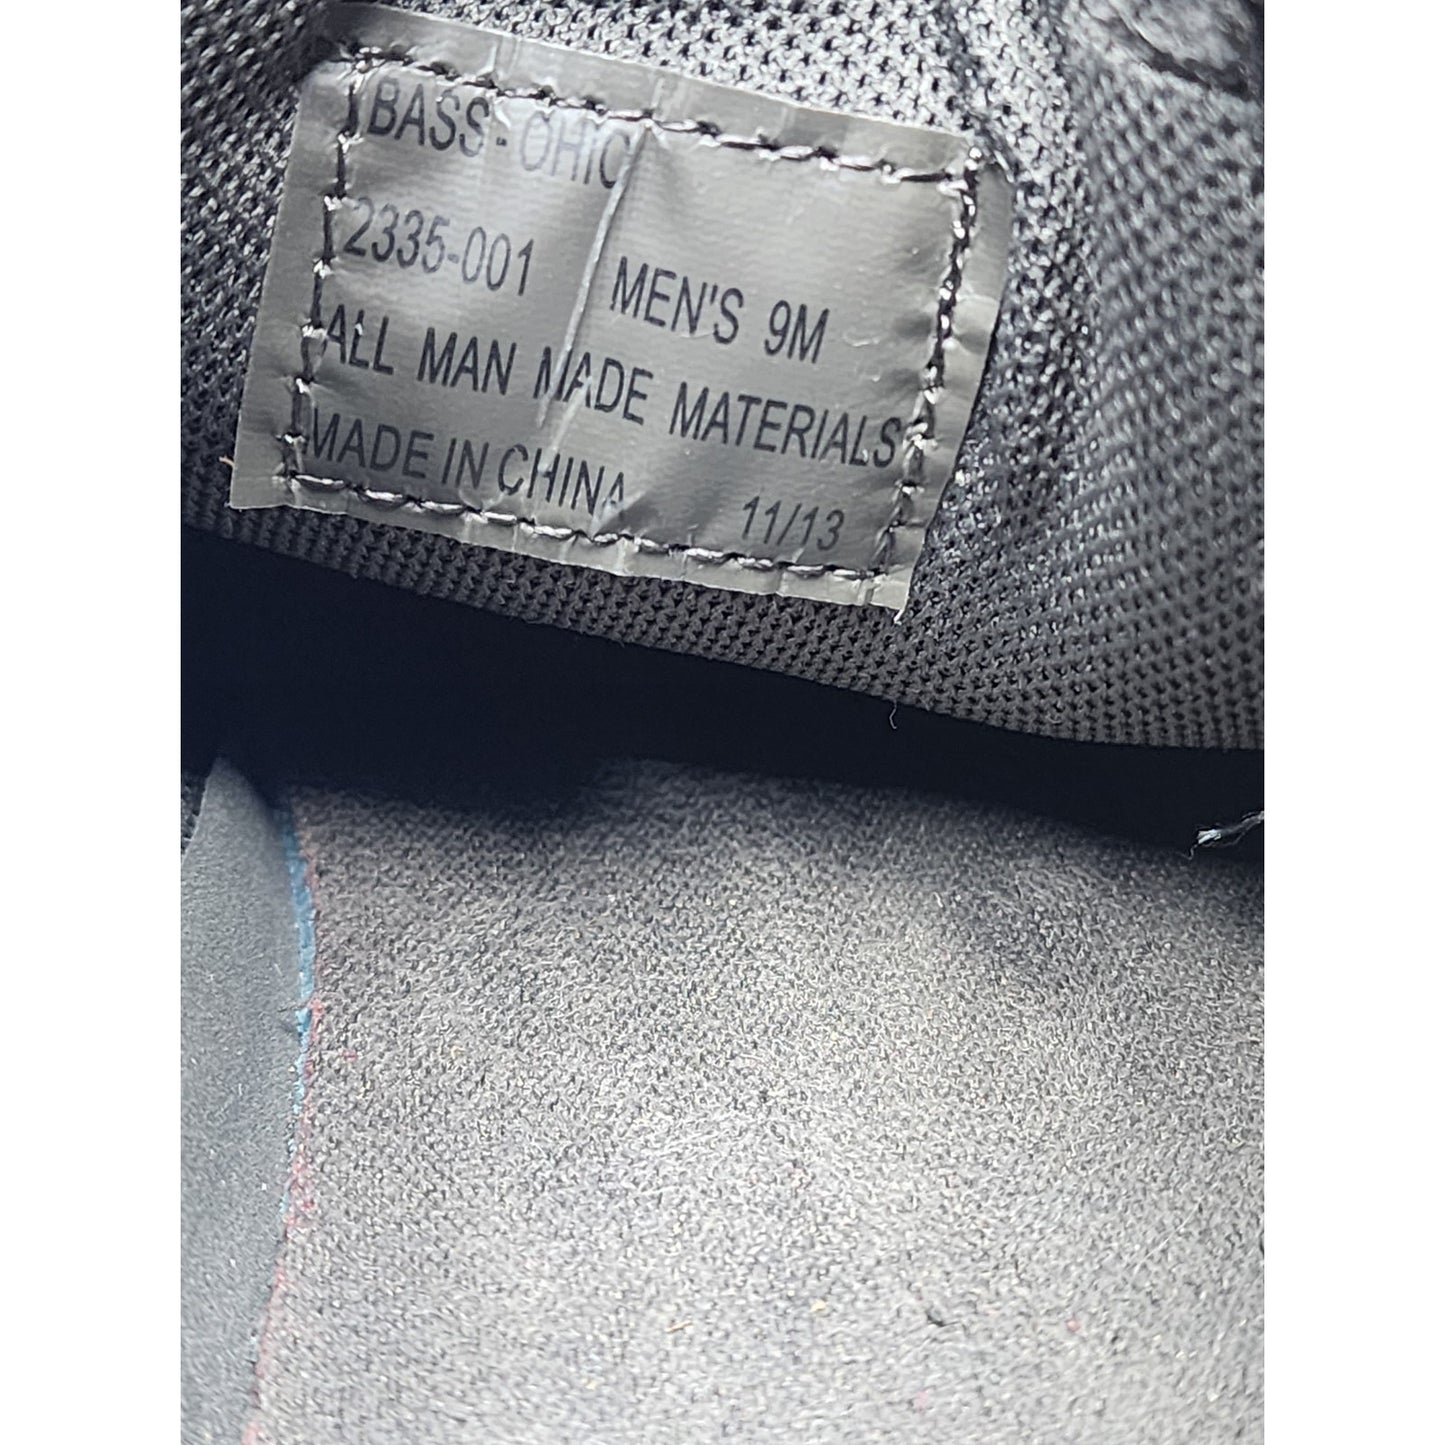 BASS-OHIO
2335-001 MEN'S 9M
ALL MAN MADE MATERIALS
MADE IN CHINA 11/13